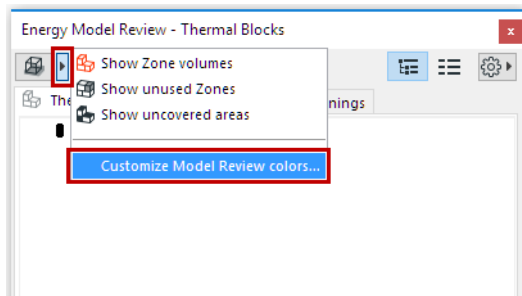 Energy Model Review - Thermal Blocks
x
Show Zone volumes
Show unused Zones
The
nings
Show uncovered areas
Customize Model Review colors...